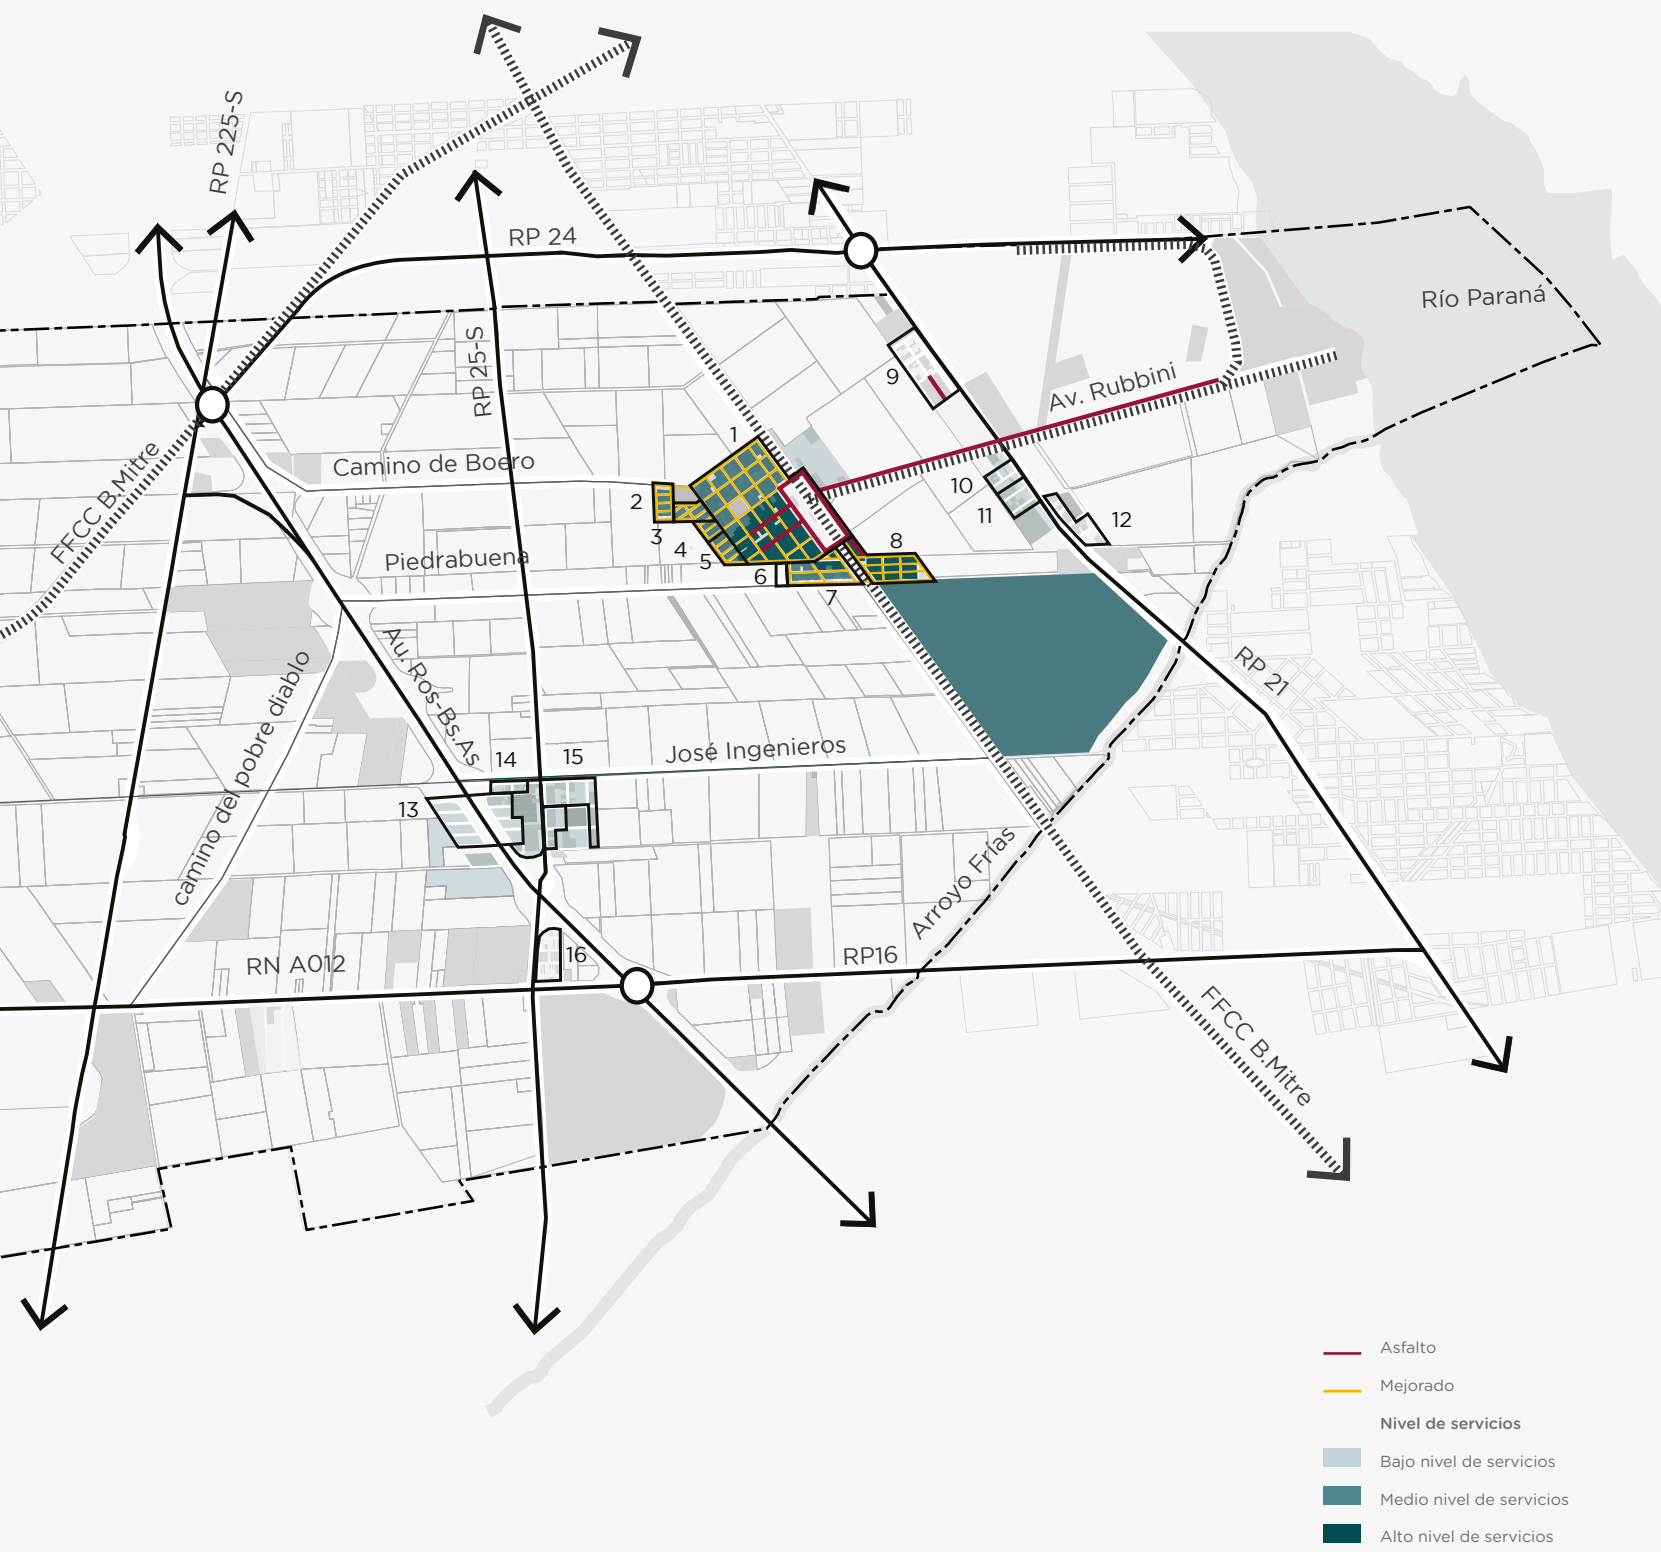 RP 225-S
RP 24
Río Paraná
RP 25-S
9
Av. Rubbini
1
FFCC B.Mitre
Camino de Boero
2
10
3
11
12
4
8
Piedrabuena
5
6
7
Au. Ros-Bs.As
RP 21
camino del pobre diablo
14
15
José Ingenieros
13
Arroyo Frías
RN A012
16
RP16
FFCC B.Mitre
Asfalto
Mejorado
Nivel de servicios
Bajo nivel de servicios
Medio nivel de servicios
Alto nivel de servicios